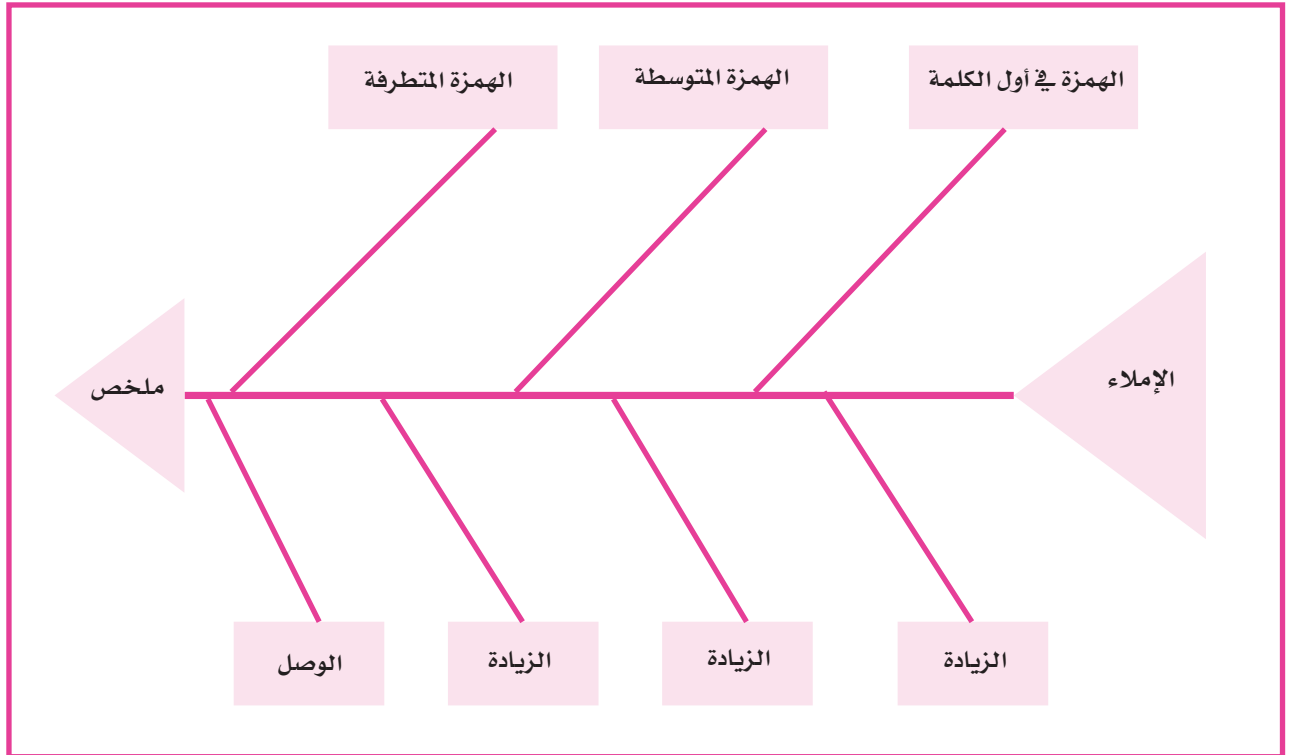 الهمزة في أول الكلمة
الهمزة المتوسطة
الهمزة المتطرفة
الإملاء
ملخص
الزيادة
الزيادة
الزيادة
الوصل